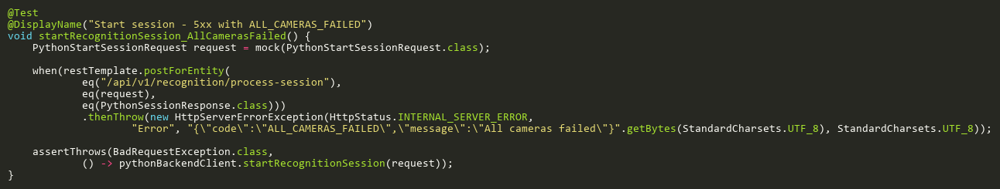 @Test
@DisplayName("Start session - 5xx with ALL_CAMERAS_FAILED")
void startRecognitionSession_AllCamerasFailed() {
    PythonStartSessionRequest request = mock(PythonStartSessionRequest.class);

    when(restTemplate.postForEntity(
            eq("/api/v1/recognition/process-session"),
            eq(request),
            eq(PythonSessionResponse.class)))
            .thenThrow(new HttpServerErrorException(HttpStatus.INTERNAL_SERVER_ERROR,
                    "Error", "{\"code\":\"ALL_CAMERAS_FAILED\",\"message\":\"All cameras failed\"}".getBytes(StandardCharsets.UTF_8), StandardCharsets.UTF_8));

    assertThrows(BadRequestException.class,
            () -> pythonBackendClient.startRecognitionSession(request));
}